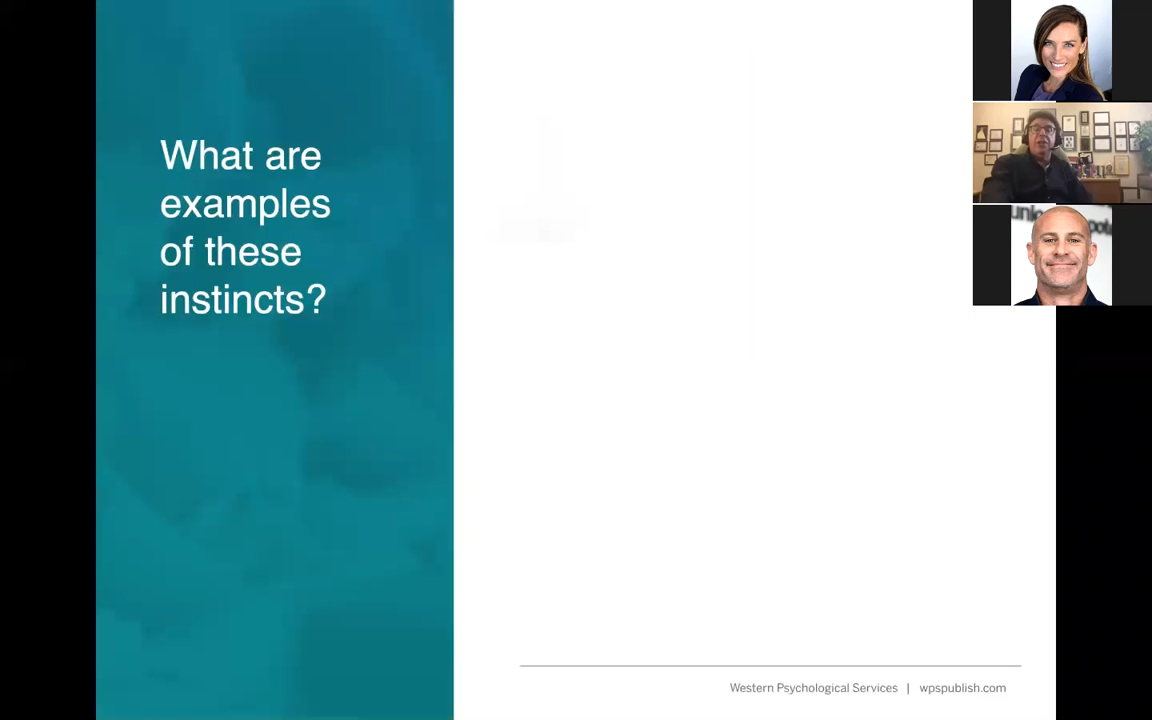 What are
examples
of these
instincts?
Western Psychological Services | wpspublish.com